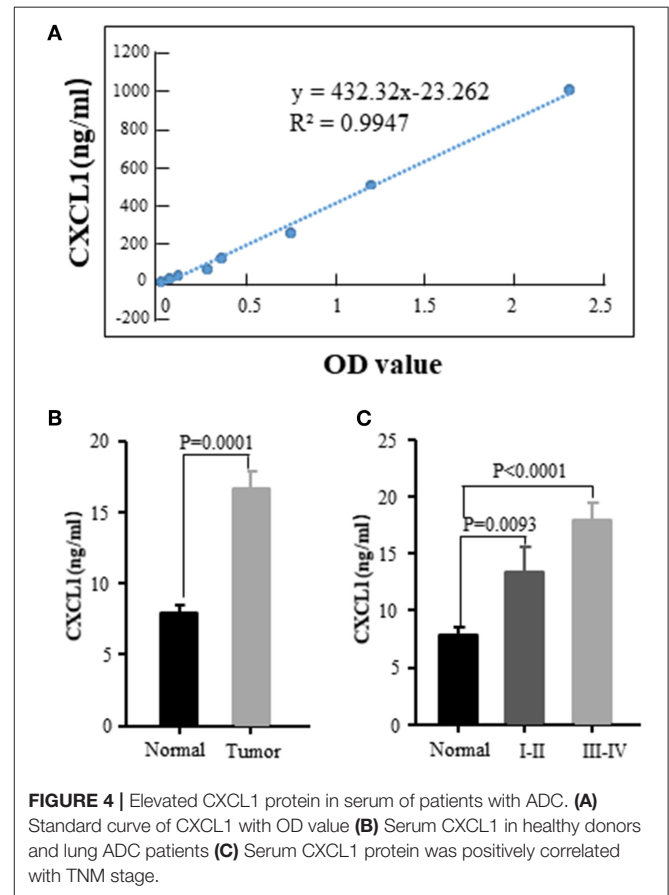 A
1200
1000
800
600
400
200
0
-200
CXCL1(ng/ml)
y = 432.32x-23.262
R² = 0.9947
0 0.5 1 1.5 2 2.5
OD value
B
20
15
10
5
0
CXCL1(ng/ml)
P=0.0001
Normal Tumor
C
25
20
15
10
5
0
CXCL1(ng/ml)
P<0.0001
P=0.0093
Normal I-II III-IV
FIGURE 4 | Elevated CXCL1 protein in serum of patients with ADC. (A)
Standard curve of CXCL1 with OD value (B) Serum CXCL1 in healthy donors
and lung ADC patients (C) Serum CXCL1 protein was positively correlated
with TNM stage.